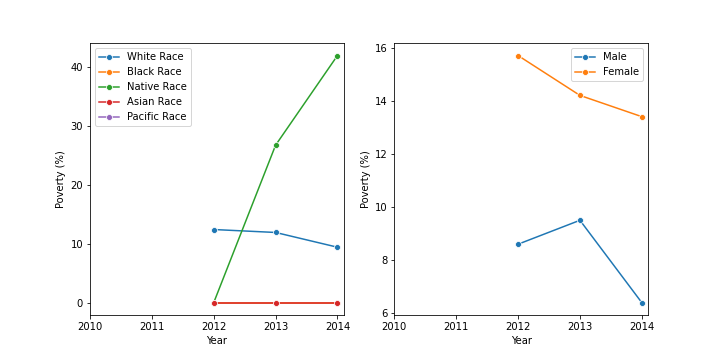 White Race
Black Race
Native Race
Asian Race
Pacific Race
Poverty (%)
40
30
20
10
0
2010 2011 2012 2013 2014
Year
Male
Female
Poverty (%)
16
14
12
10
8
6
2010 2011 2012 2013 2014
Year